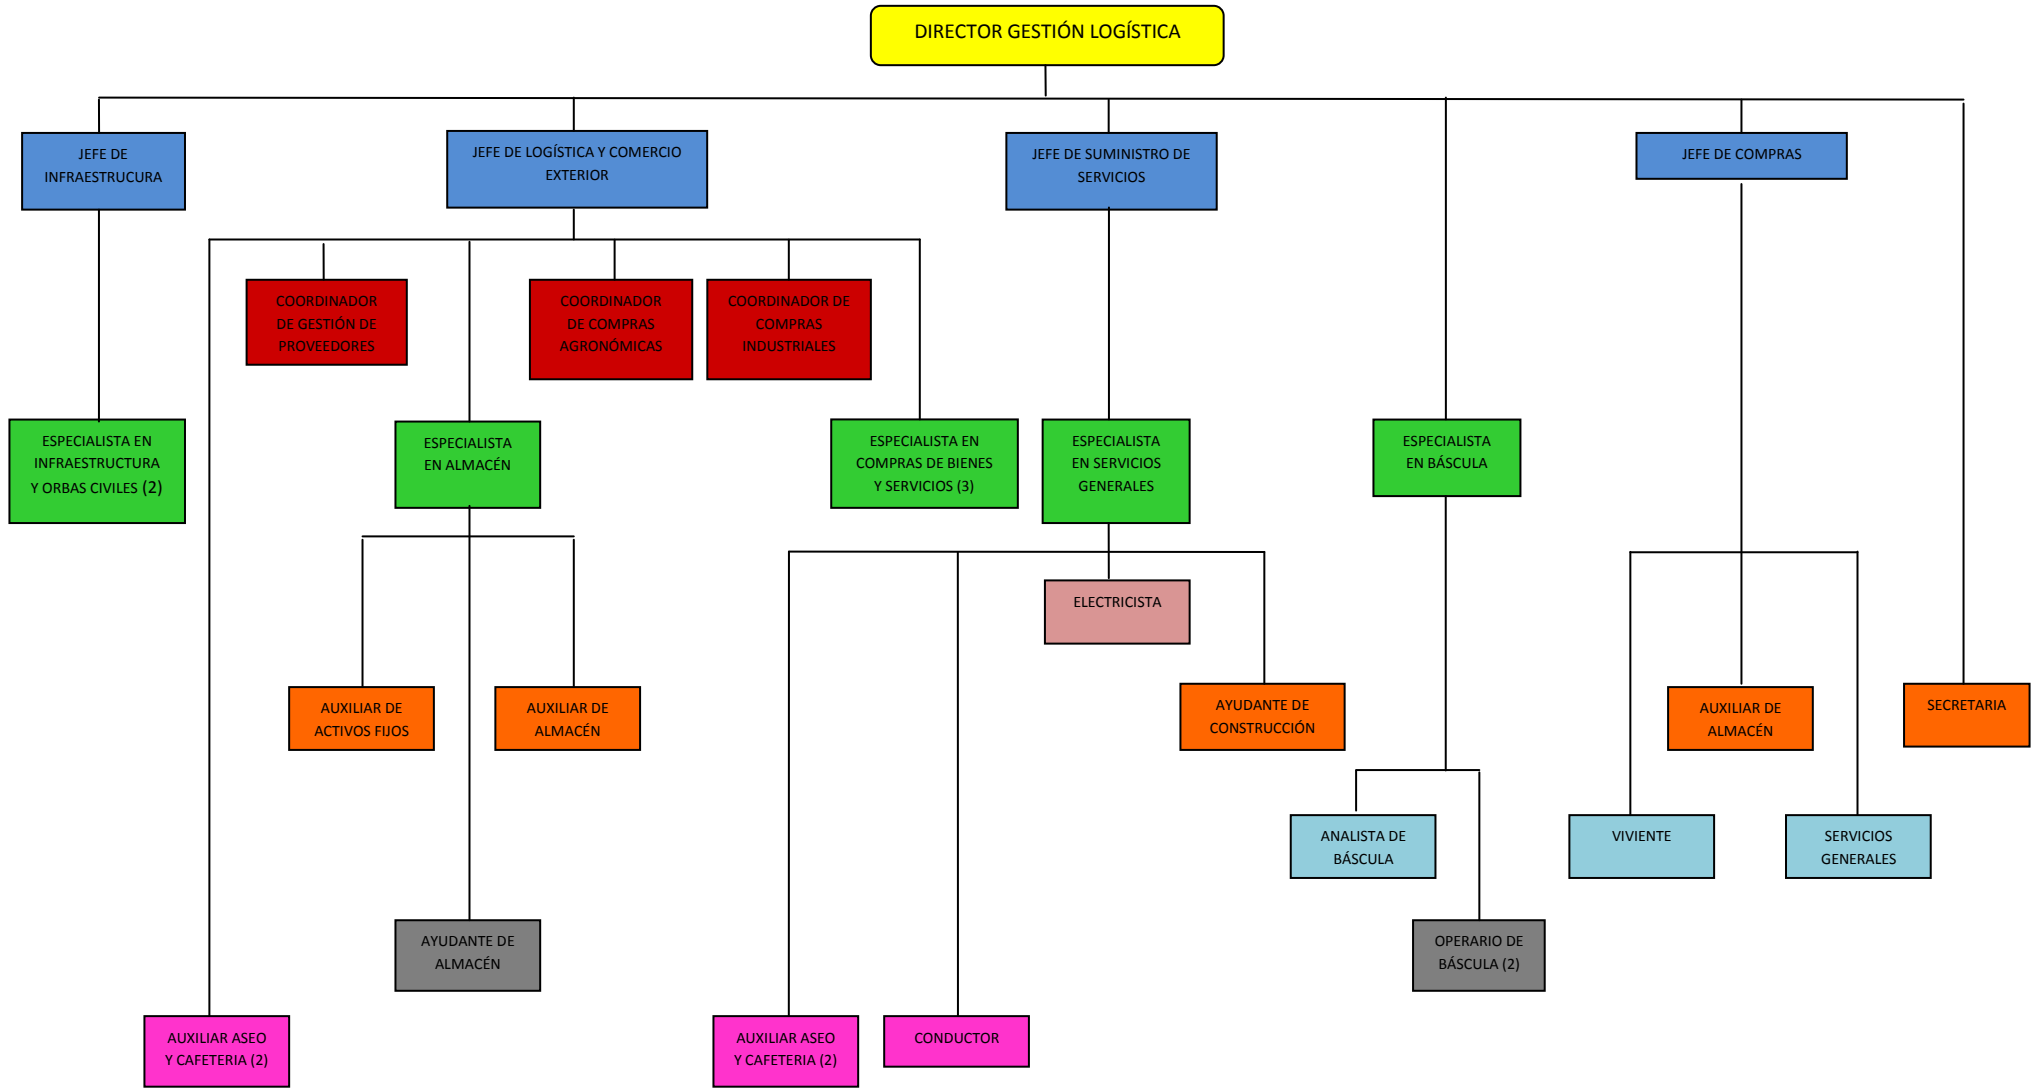 DIRECTOR GESTIÓN LOGÍSTICA
JEFE DE
INFRAESTRUCURA
JEFE DE LOGÍSTICA Y COMERCIO
EXTERIOR
JEFE DE SUMINISTRO DE
SERVICIOS
JEFE DE COMPRAS
COORDINADOR
DE GESTIÓN DE
PROVEEDORES
COORDINADOR
DE COMPRAS
AGRONÓMICAS
COORDINADOR DE
COMPRAS
INDUSTRIALES
ESPECIALISTA EN
INFRAESTRUCTURA
Y ORBAS CIVILES (2)
ESPECIALISTA
EN ALMACÉN
ESPECIALISTA EN
COMPRAS DE BIENES
Y SERVICIOS (3)
ESPECIALISTA
EN SERVICIOS
GENERALES
ESPECIALISTA
EN BÁSCULA
ELECTRICISTA
AUXILIAR DE
ACTIVOS FIJOS
AUXILIAR DE
ALMACÉN
AYUDANTE DE
CONSTRUCCIÓN
AUXILIAR DE
ALMACÉN
SECRETARIA
ANALISTA DE
BÁSCULA
VIVIENTE
SERVICIOS
GENERALES
AYUDANTE DE
ALMACÉN
OPERARIO DE
BÁSCULA (2)
AUXILIAR ASEO
Y CAFETERIA (2)
AUXILIAR ASEO
Y CAFETERIA (2)
CONDUCTOR